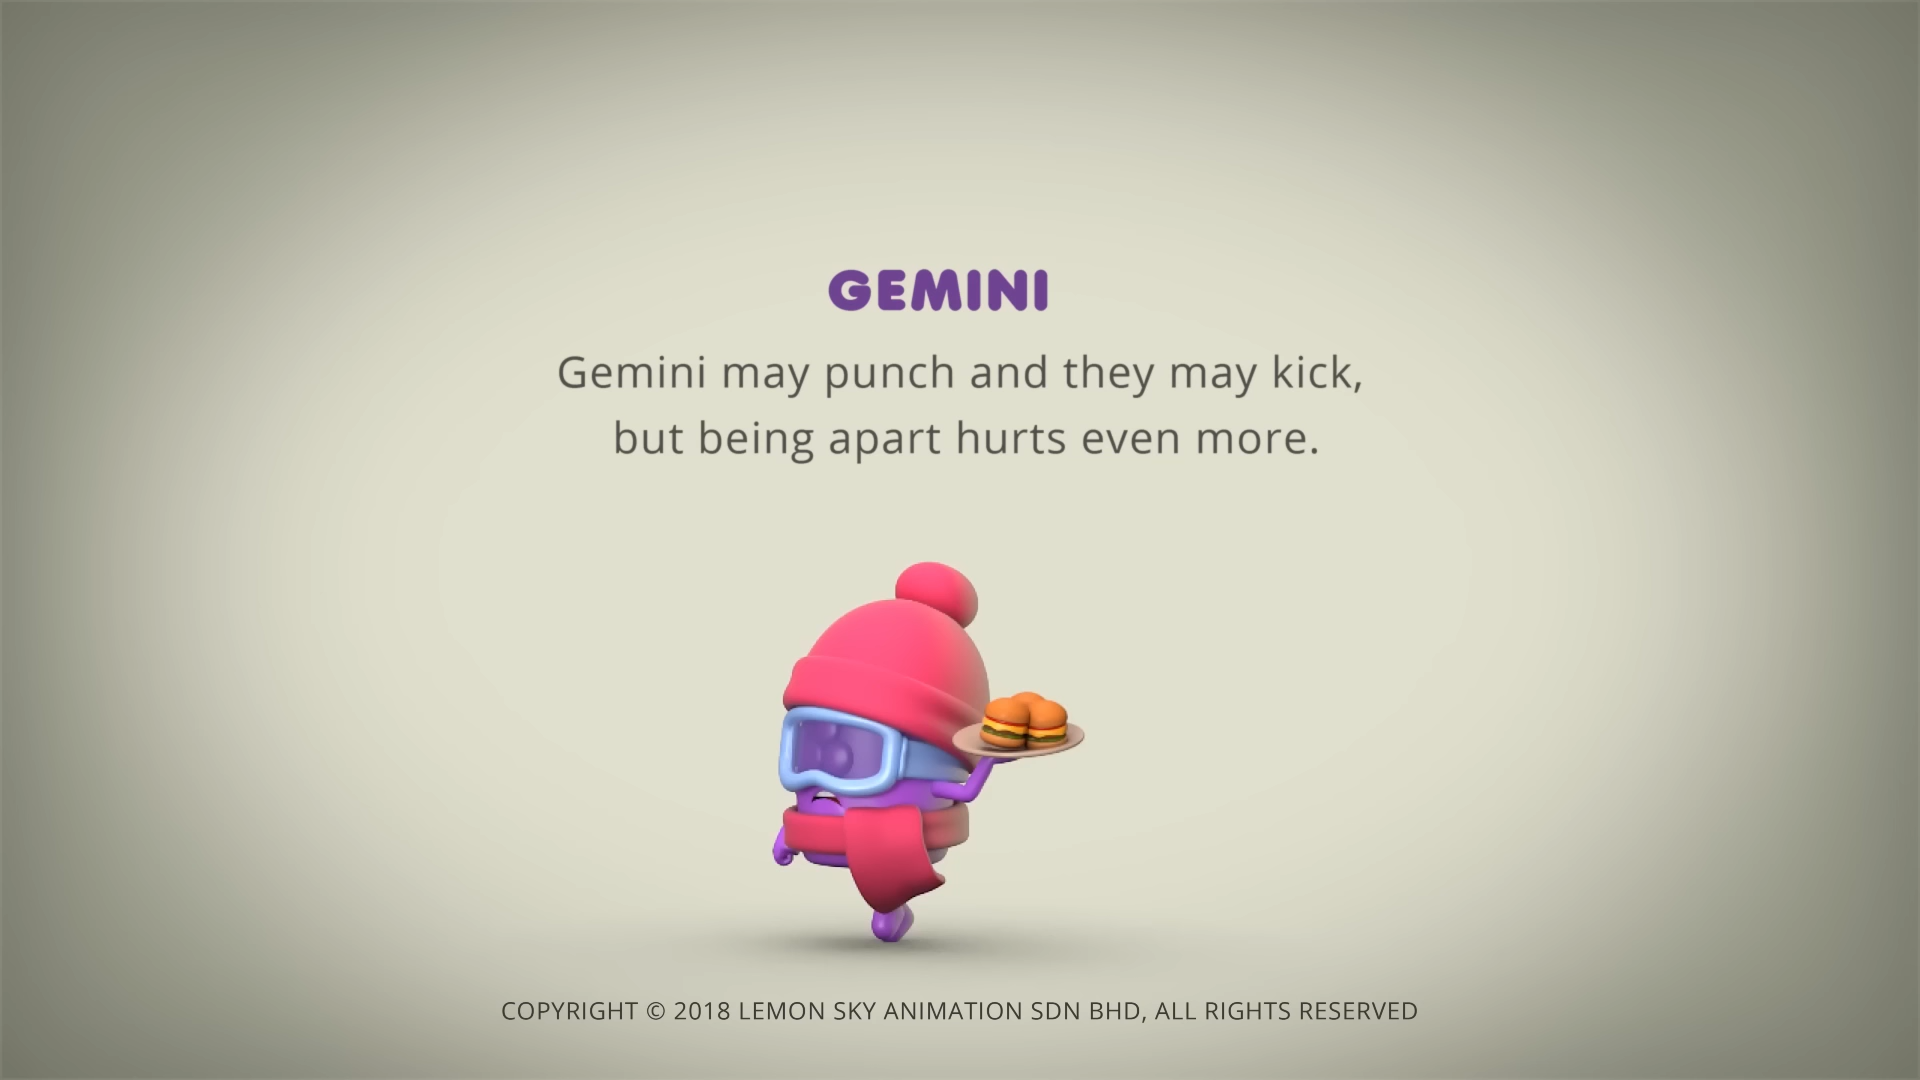 GEMINI
Gemini may punch and they may kick,
but being apart hurts even more.
COPYRIGHT © 2018 LEMON SKY ANIMATION SDN BHD, ALL RIGHTS RESERVED